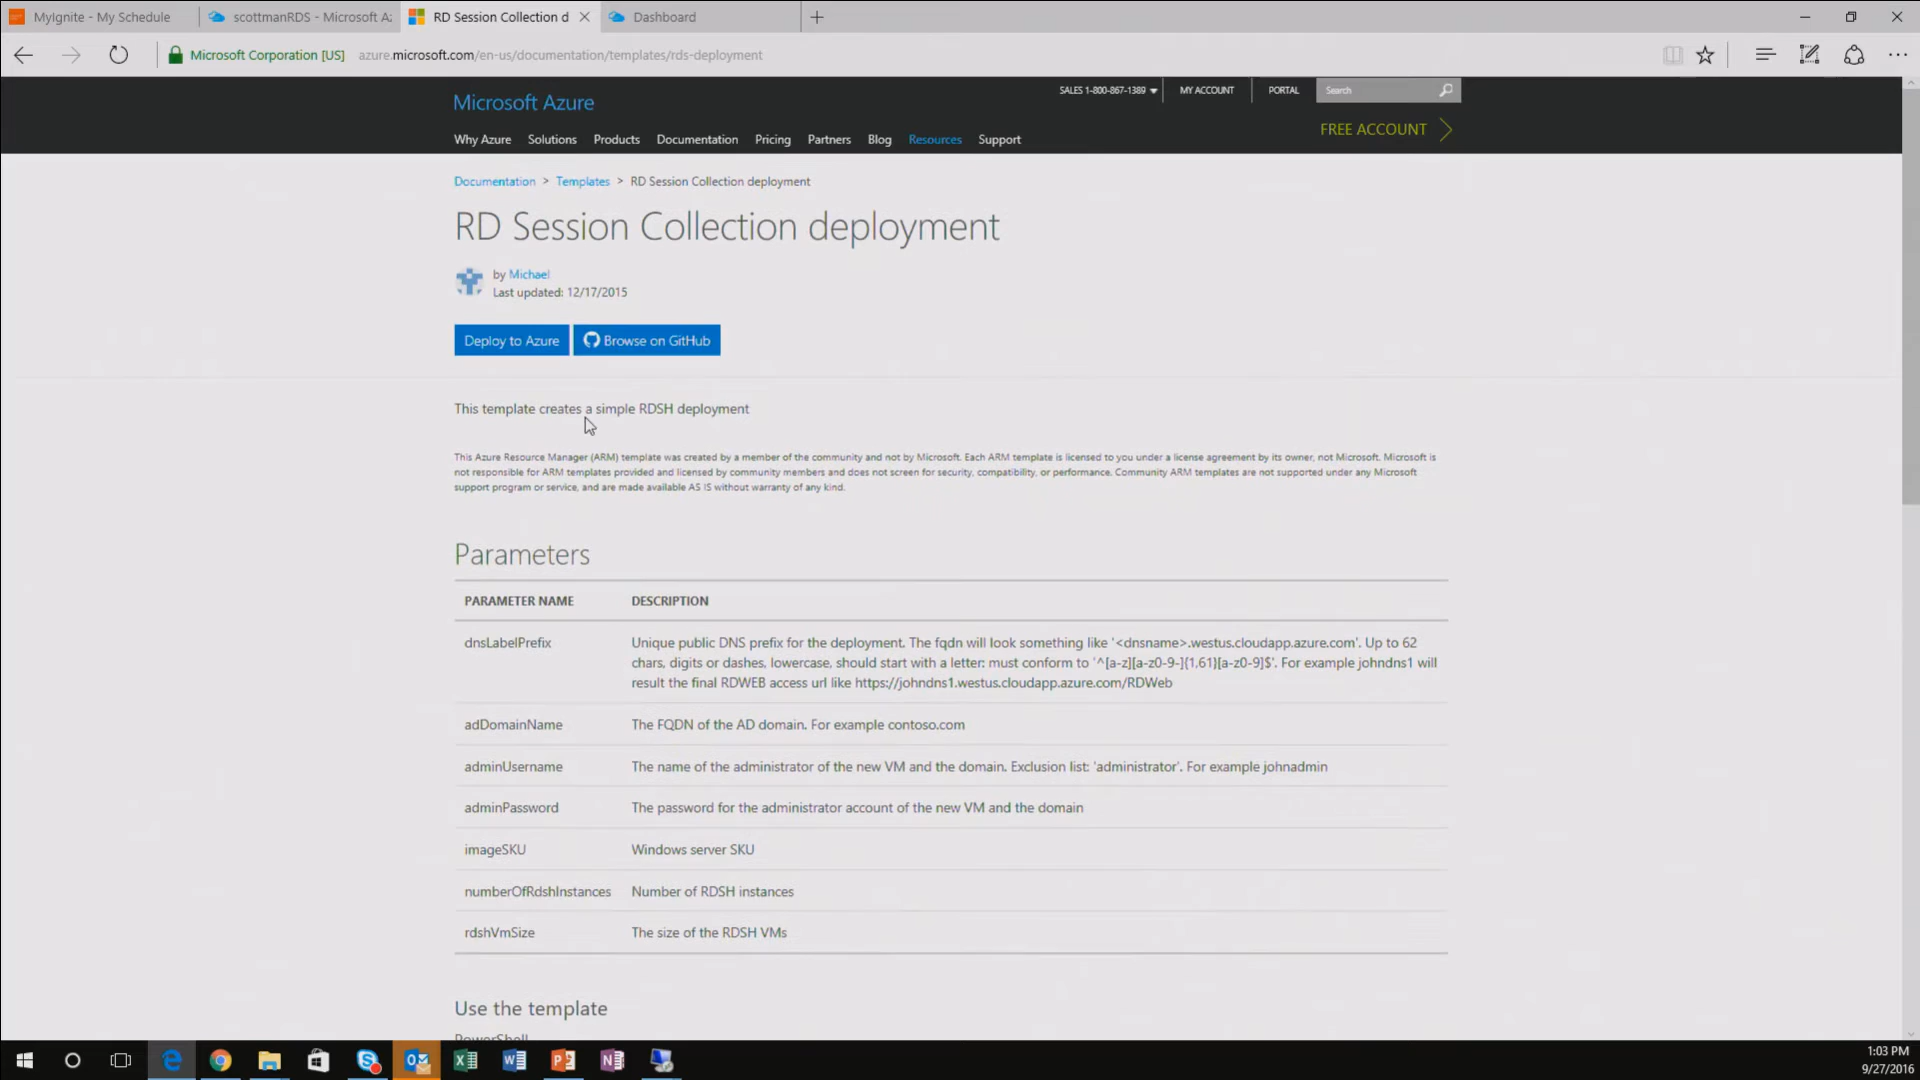 MyIgnite - My Schedule
scottmanRDS - Microsoft Az
RD Session Collection d
Dashboard
Microsoft Corporation [US]
azure.microsoft.com/en-us/documentation/templates/rds-deployment
Microsoft Azure
SALES 1-800-867-1389
MY ACCOUNT
PORTAL
Search
FREE ACCOUNT
Why Azure
Solutions
Products
Documentation
Pricing
Partners
Blog
Resources
Support
Documentation > Templates > RD Session Collection deployment
RD Session Collection deployment
by Michael
Last updated: 12/17/2015
Deploy to Azure
Browse on GitHub
This template creates a simple RDSH deployment
This Azure Resource Manager (ARM) template was created by a member of the community and not by Microsoft. Each ARM template is licensed to you under a license agreement by its owner, not Microsoft. Microsoft is
not responsible for ARM templates provided and licensed by community members and does not screen for security, compatibility, or performance. Community ARM templates are not supported under any Microsoft
support program or service, and are made available AS IS without warranty of any kind.
Parameters
PARAMETER NAME
DESCRIPTION
dnsLabelPrefix
Unique public DNS prefix for the deployment. The fqdn will look something like '<dnsname>.westus.cloudapp.azure.com'. Up to 62
chars, digits or dashes, lowercase, should start with a letter: must conform to '^[a-z][a-z0-9-]{1,61}[a-z0-9]$'. For example johndns1 will
result the final RDWEB access url like https://johndns1.westus.cloudapp.azure.com/RDWeb
adDomainName
The FQDN of the AD domain. For example contoso.com
adminUsername
The name of the administrator of the new VM and the domain. Exclusion list: 'administrator'. For example johnadmin
adminPassword
The password for the administrator account of the new VM and the domain
imageSKU
Windows server SKU
numberOfRdshInstances
Number of RDSH instances
rdshVmSize
The size of the RDSH VMs
Use the template
PowerShell
1:03 PM
9/27/2016